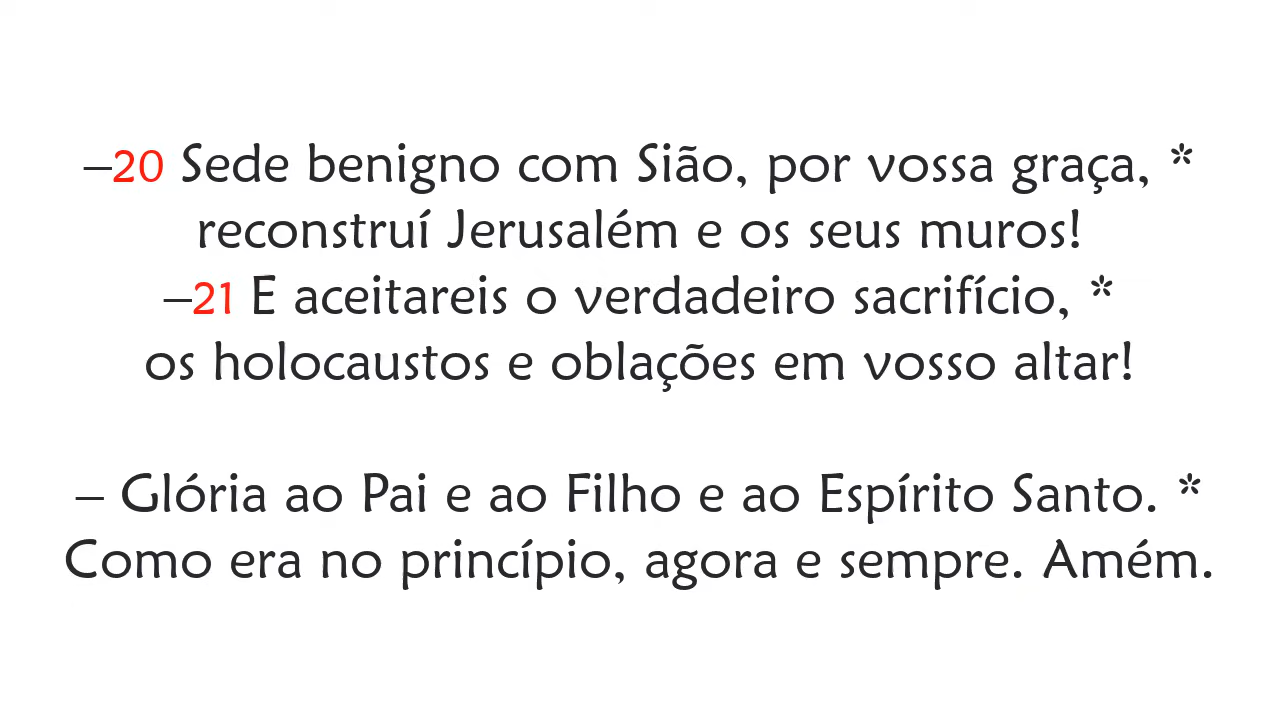 –20 Sede benigno com Sião, por vossa graça, *
reconstruí Jerusalém e os seus muros!
–21 E aceitareis o verdadeiro sacrifício, *
os holocaustos e oblações em vosso altar!
– Glória ao Pai e ao Filho e ao Espírito Santo. *
Como era no princípio, agora e sempre. Amém.